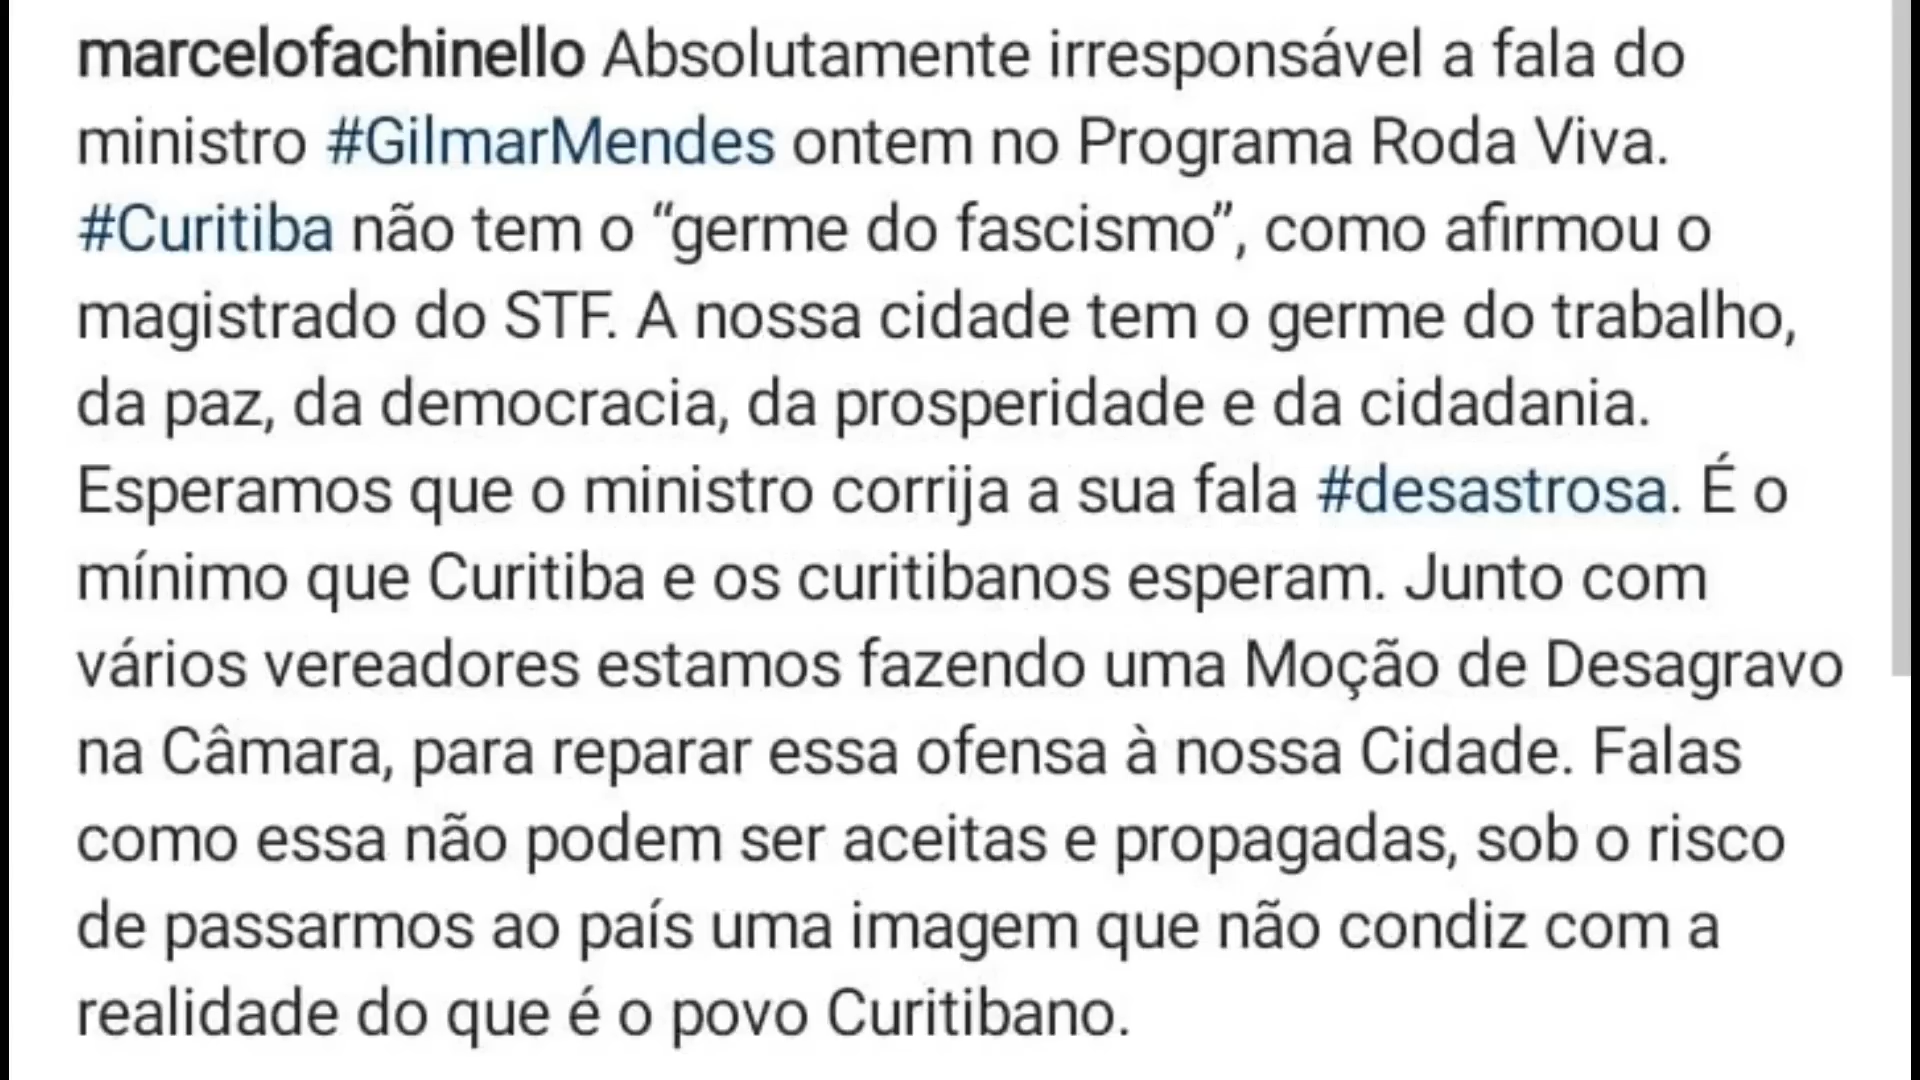 marcelofachinello Absolutamente irresponsável a fala do
ministro #GilmarMendes ontem no Programa Roda Viva.
#Curitiba não tem o “germe do fascismo”, como afirmou o
magistrado do STF. A nossa cidade tem o germe do trabalho,
da paz, da democracia, da prosperidade e da cidadania.
Esperamos que o ministro corrija a sua fala #desastrosa. É o
mínimo que Curitiba e os curitibanos esperam. Junto com
vários vereadores estamos fazendo uma Moção de Desagravo
na Câmara, para reparar essa ofensa à nossa Cidade. Falas
como essa não podem ser aceitas e propagadas, sob o risco
de passarmos ao país uma imagem que não condiz com a
realidade do que é o povo Curitibano.